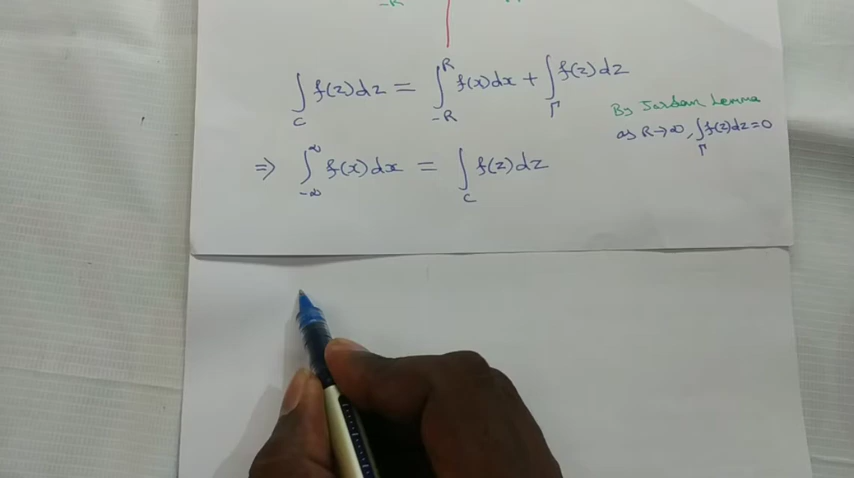 -R
∫_C f(z)dz = ∫_{-R}^{R} f(x)dx + ∫_Γ f(z)dz
By Jordan Lemma
as R→∞, ∫_Γ f(z)dz=0
⇒ ∫_{-∞}^{∞} f(x)dx = ∫_C f(z)dz